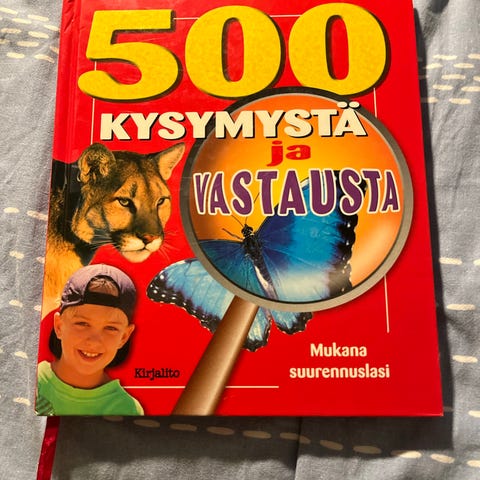 500
KYSYMYSTÄ
ja
VASTAUSTA
Mukana
suurennuslasi
Kirjalito